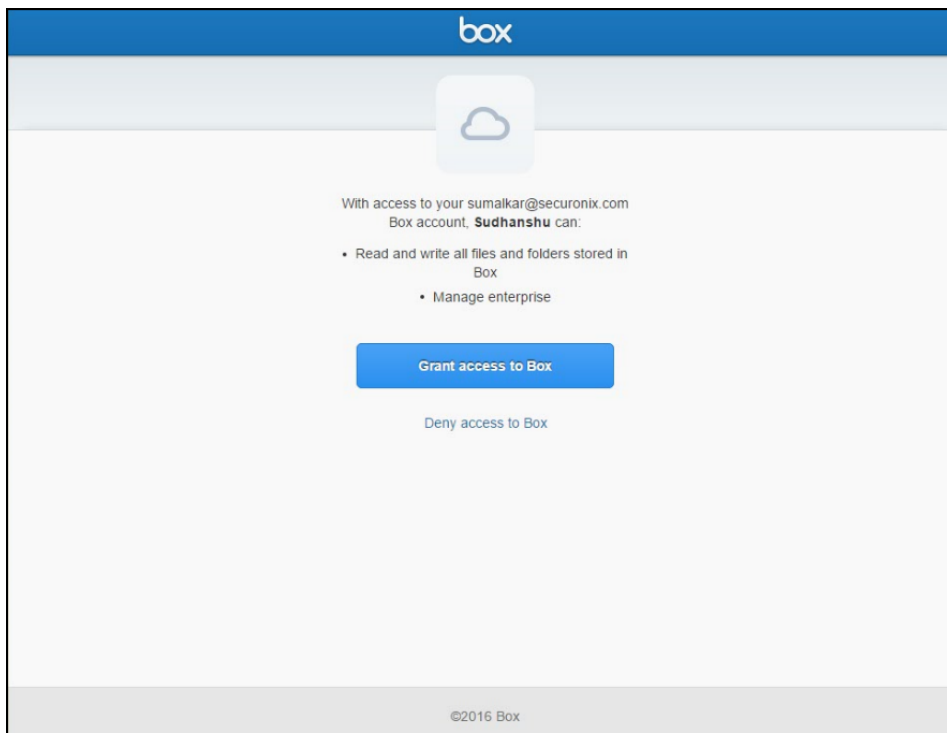 box
With access to your sumalkar@securonix.com
Box account, Sudhanshu can:
• Read and write all files and folders stored in
Box
• Manage enterprise
Grant access to Box
Deny access to Box
©2016 Box